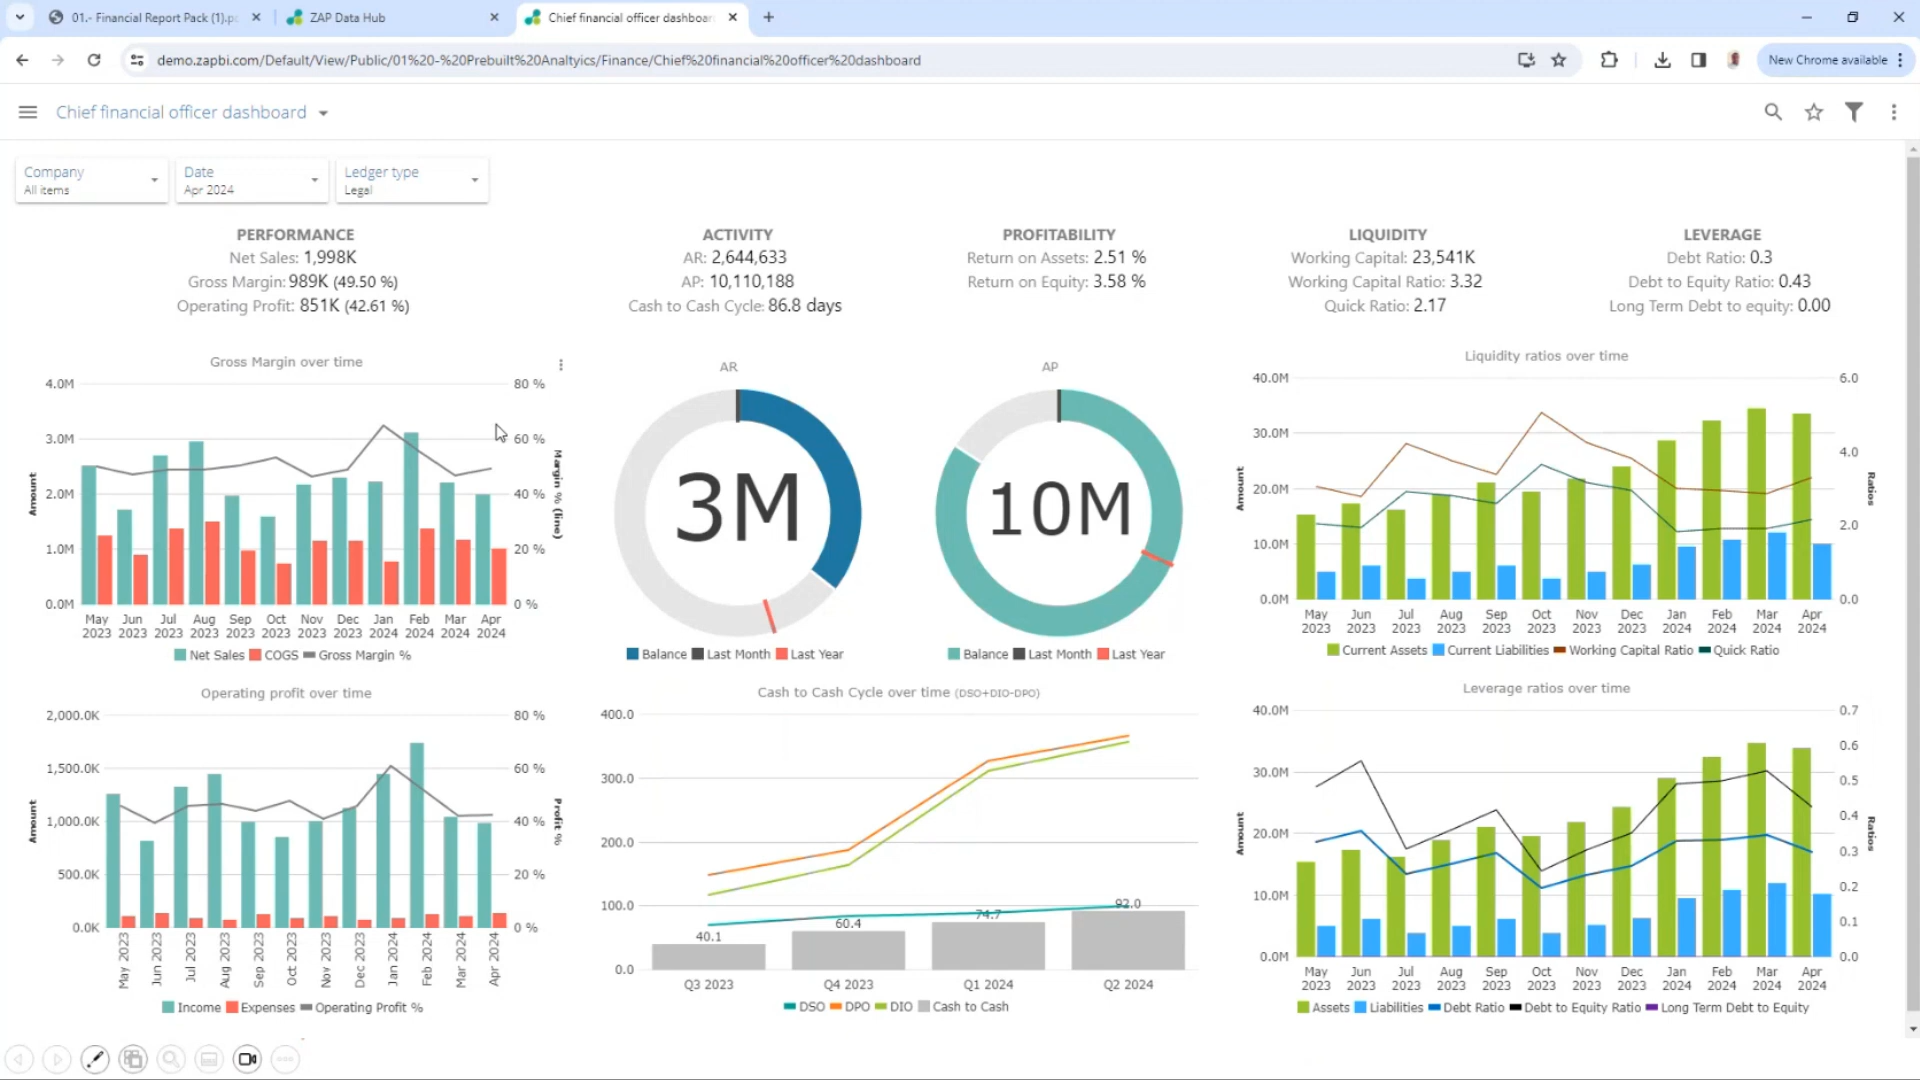 01.- Financial Report Pack (1).p
ZAP Data Hub
Chief financial officer dashboar
demo.zapbi.com/Default/View/Public/01%20-%20Prebuilt%20Analtyics/Finance/Chief%20financial%20officer%20dashboard
New Chrome available
Chief financial officer dashboard
Company
All items
Date
Apr 2024
Ledger type
Legal
PERFORMANCE
Net Sales: 1,998K
Gross Margin: 989K (49.50 %)
Operating Profit: 851K (42.61 %)
ACTIVITY
AR: 2,644,633
AP: 10,110,188
Cash to Cash Cycle: 86.8 days
PROFITABILITY
Return on Assets: 2.51 %
Return on Equity: 3.58 %
LIQUIDITY
Working Capital: 23,541K
Working Capital Ratio: 3.32
Quick Ratio: 2.17
LEVERAGE
Debt Ratio: 0.3
Debt to Equity Ratio: 0.43
Long Term Debt to equity: 0.00
Gross Margin over time
4.0M
3.0M
2.0M
1.0M
0.0M
Amount
80 %
60 %
40 %
20 %
0 %
Margin % (line)
May Jun Jul Aug Sep Oct Nov Dec Jan Feb Mar Apr
2023 2023 2023 2023 2023 2023 2023 2023 2024 2024 2024 2024
Net Sales COGS Gross Margin %
AR
3M
Balance Last Month Last Year
AP
10M
Balance Last Month Last Year
Liquidity ratios over time
40.0M
30.0M
20.0M
10.0M
0.0M
Amount
6.0
4.0
2.0
0.0
Ratios
May Jun Jul Aug Sep Oct Nov Dec Jan Feb Mar Apr
2023 2023 2023 2023 2023 2023 2023 2023 2024 2024 2024 2024
Current Assets Current Liabilities Working Capital Ratio Quick Ratio
Operating profit over time
2,000.0K
1,500.0K
1,000.0K
500.0K
0.0K
Amount
80 %
60 %
40 %
20 %
0 %
Profit %
May 2023 Jun 2023 Jul 2023 Aug 2023 Sep 2023 Oct 2023 Nov 2023 Dec 2023 Jan 2024 Feb 2024 Mar 2024 Apr 2024
Income Expenses Operating Profit %
Cash to Cash Cycle over time (DSO+DIO-DPO)
400.0
300.0
200.0
100.0
0.0
40.1
60.4
74.7
92.0
Q3 2023 Q4 2023 Q1 2024 Q2 2024
DSO DPO DIO Cash to Cash
Leverage ratios over time
40.0M
30.0M
20.0M
10.0M
0.0M
Amount
0.7
0.6
0.5
0.4
0.3
0.2
0.1
0.0
Ratios
May Jun Jul Aug Sep Oct Nov Dec Jan Feb Mar Apr
2023 2023 2023 2023 2023 2023 2023 2023 2024 2024 2024 2024
Assets Liabilities Debt Ratio Debt to Equity Ratio Long Term Debt to Equity